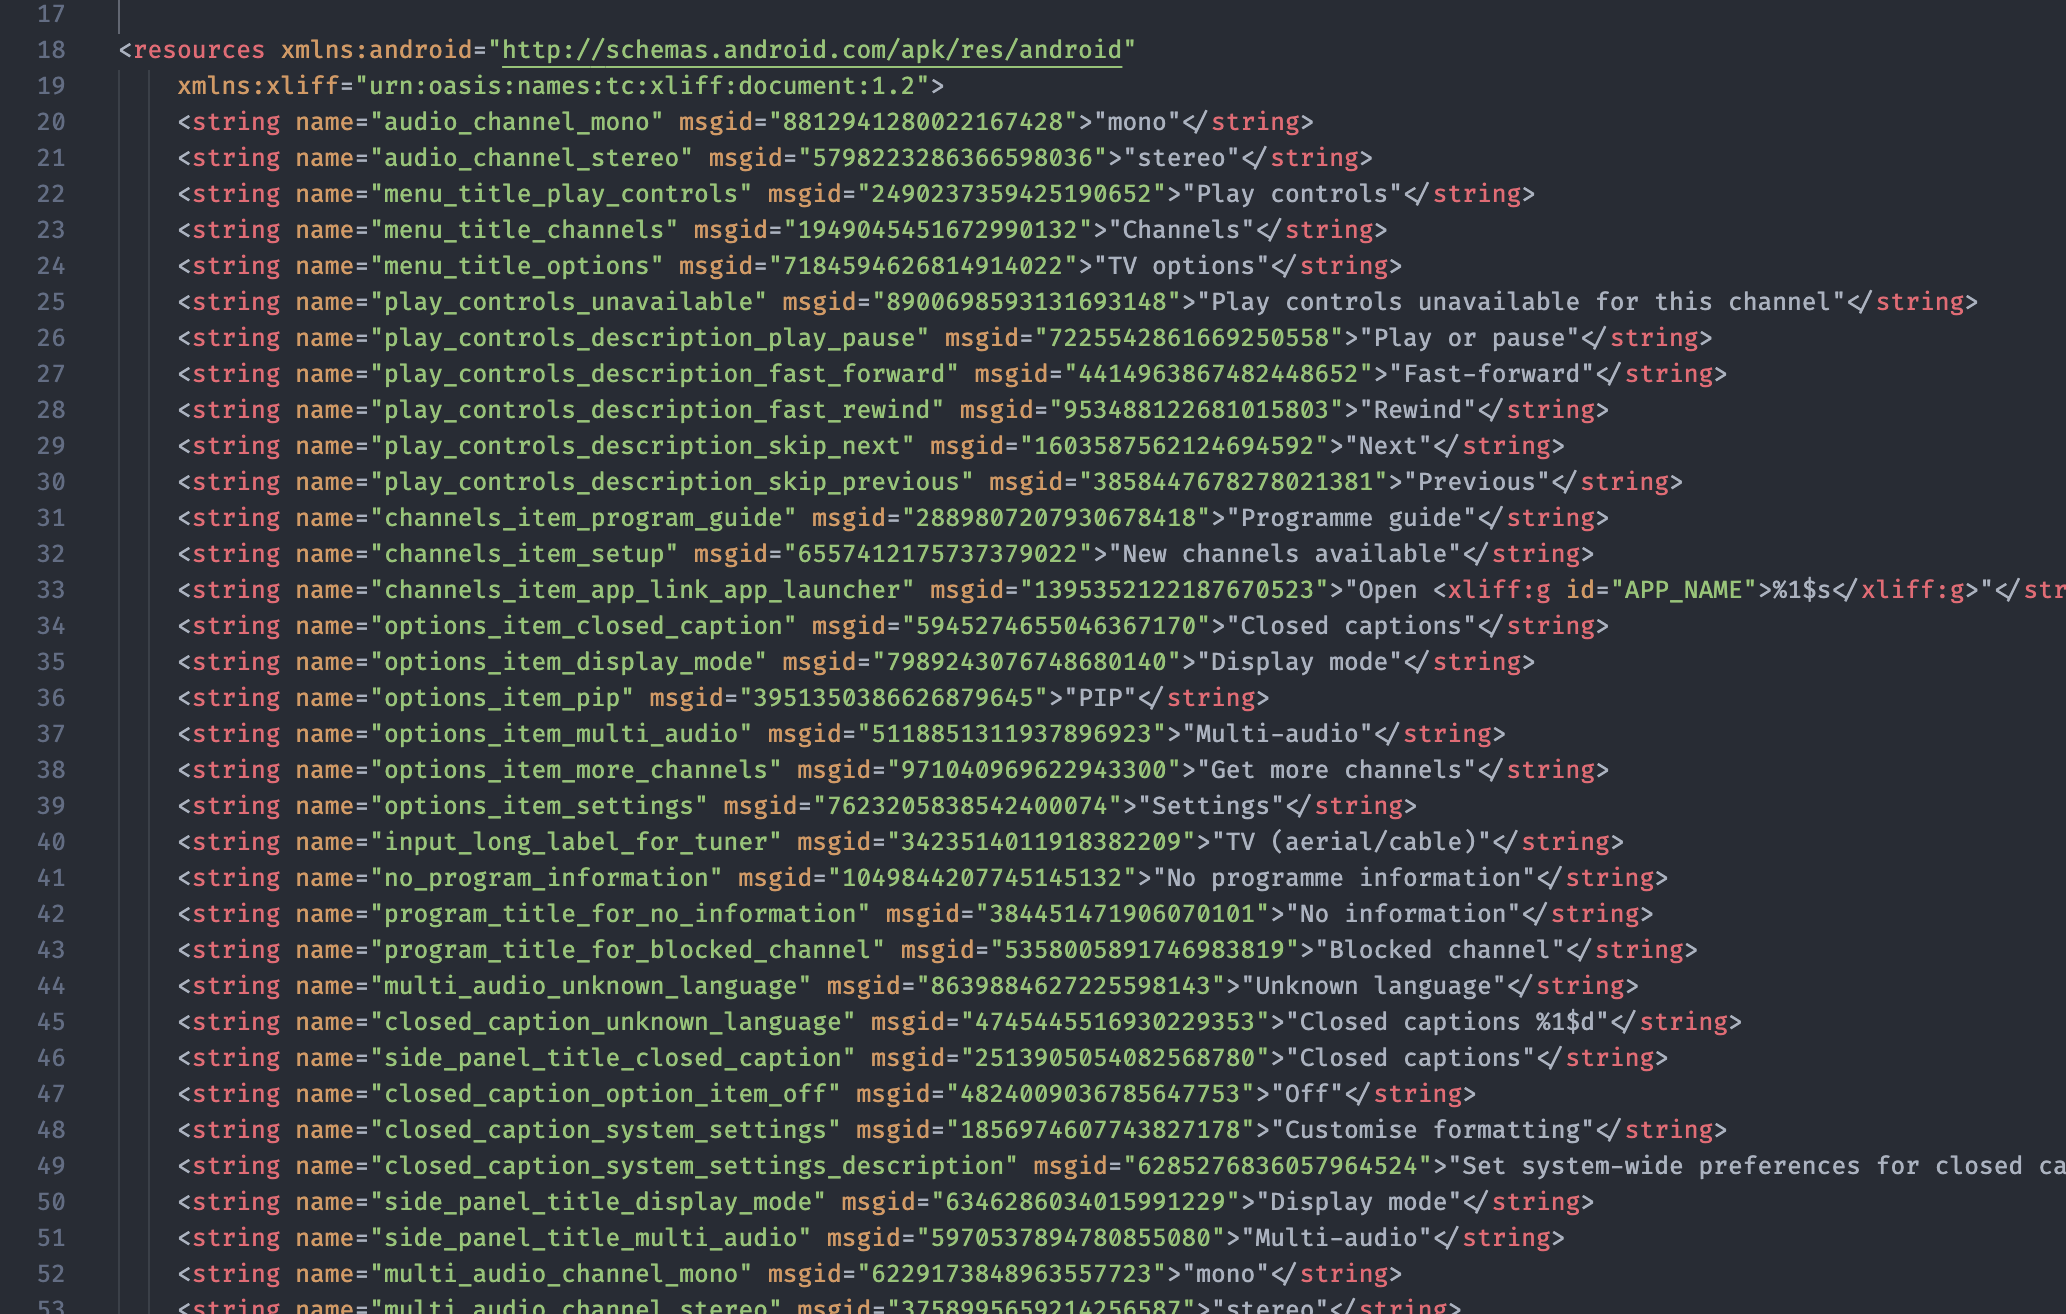 17
18 <resources xmlns:android="http://schemas.android.com/apk/res/android"
19 xmlns:xliff="urn:oasis:names:tc:xliff:document:1.2">
20 <string name="audio_channel_mono" msgid="8812941280022167428">"mono"</string>
21 <string name="audio_channel_stereo" msgid="5798223286366598036">"stereo"</string>
22 <string name="menu_title_play_controls" msgid="2490237359425190652">"Play controls"</string>
23 <string name="menu_title_channels" msgid="1949045451672990132">"Channels"</string>
24 <string name="menu_title_options" msgid="7184594626814914022">"TV options"</string>
25 <string name="play_controls_unavailable" msgid="8900698593131693148">"Play controls unavailable for this channel"</string>
26 <string name="play_controls_description_play_pause" msgid="7225542861669250558">"Play or pause"</string>
27 <string name="play_controls_description_fast_forward" msgid="4414963867482448652">"Fast-forward"</string>
28 <string name="play_controls_description_fast_rewind" msgid="953488122681015803">"Rewind"</string>
29 <string name="play_controls_description_skip_next" msgid="1603587562124694592">"Next"</string>
30 <string name="play_controls_description_skip_previous" msgid="3858447678278021381">"Previous"</string>
31 <string name="channels_item_program_guide" msgid="2889807207930678418">"Programme guide"</string>
32 <string name="channels_item_setup" msgid="6557412175737379022">"New channels available"</string>
33 <string name="channels_item_app_link_app_launcher" msgid="1395352122187670523">"Open <xliff:g id="APP_NAME">%1$s</xliff:g>"</str
34 <string name="options_item_closed_caption" msgid="5945274655046367170">"Closed captions"</string>
35 <string name="options_item_display_mode" msgid="7989243076748680140">"Display mode"</string>
36 <string name="options_item_pip" msgid="3951350386626879645">"PIP"</string>
37 <string name="options_item_multi_audio" msgid="5118851311937896923">"Multi-audio"</string>
38 <string name="options_item_more_channels" msgid="971040969622943300">"Get more channels"</string>
39 <string name="options_item_settings" msgid="7623205838542400074">"Settings"</string>
40 <string name="input_long_label_for_tuner" msgid="3423514011918382209">"TV (aerial/cable)"</string>
41 <string name="no_program_information" msgid="1049844207745145132">"No programme information"</string>
42 <string name="program_title_for_no_information" msgid="384451471906070101">"No information"</string>
43 <string name="program_title_for_blocked_channel" msgid="5358005891746983819">"Blocked channel"</string>
44 <string name="multi_audio_unknown_language" msgid="8639884627225598143">"Unknown language"</string>
45 <string name="closed_caption_unknown_language" msgid="4745445516930229353">"Closed captions %1$d"</string>
46 <string name="side_panel_title_closed_caption" msgid="2513905054082568780">"Closed captions"</string>
47 <string name="closed_caption_option_item_off" msgid="4824009036785647753">"Off"</string>
48 <string name="closed_caption_system_settings" msgid="1856974607743827178">"Customise formatting"</string>
49 <string name="closed_caption_system_settings_description" msgid="6285276836057964524">"Set system-wide preferences for closed ca
50 <string name="side_panel_title_display_mode" msgid="6346286034015991229">"Display mode"</string>
51 <string name="side_panel_title_multi_audio" msgid="5970537894780855080">"Multi-audio"</string>
52 <string name="multi_audio_channel_mono" msgid="6229173848963557723">"mono"</string>
53 <string name="multi_audio_channel_stereo" msgid="3758995659214256587">"stereo"</string>